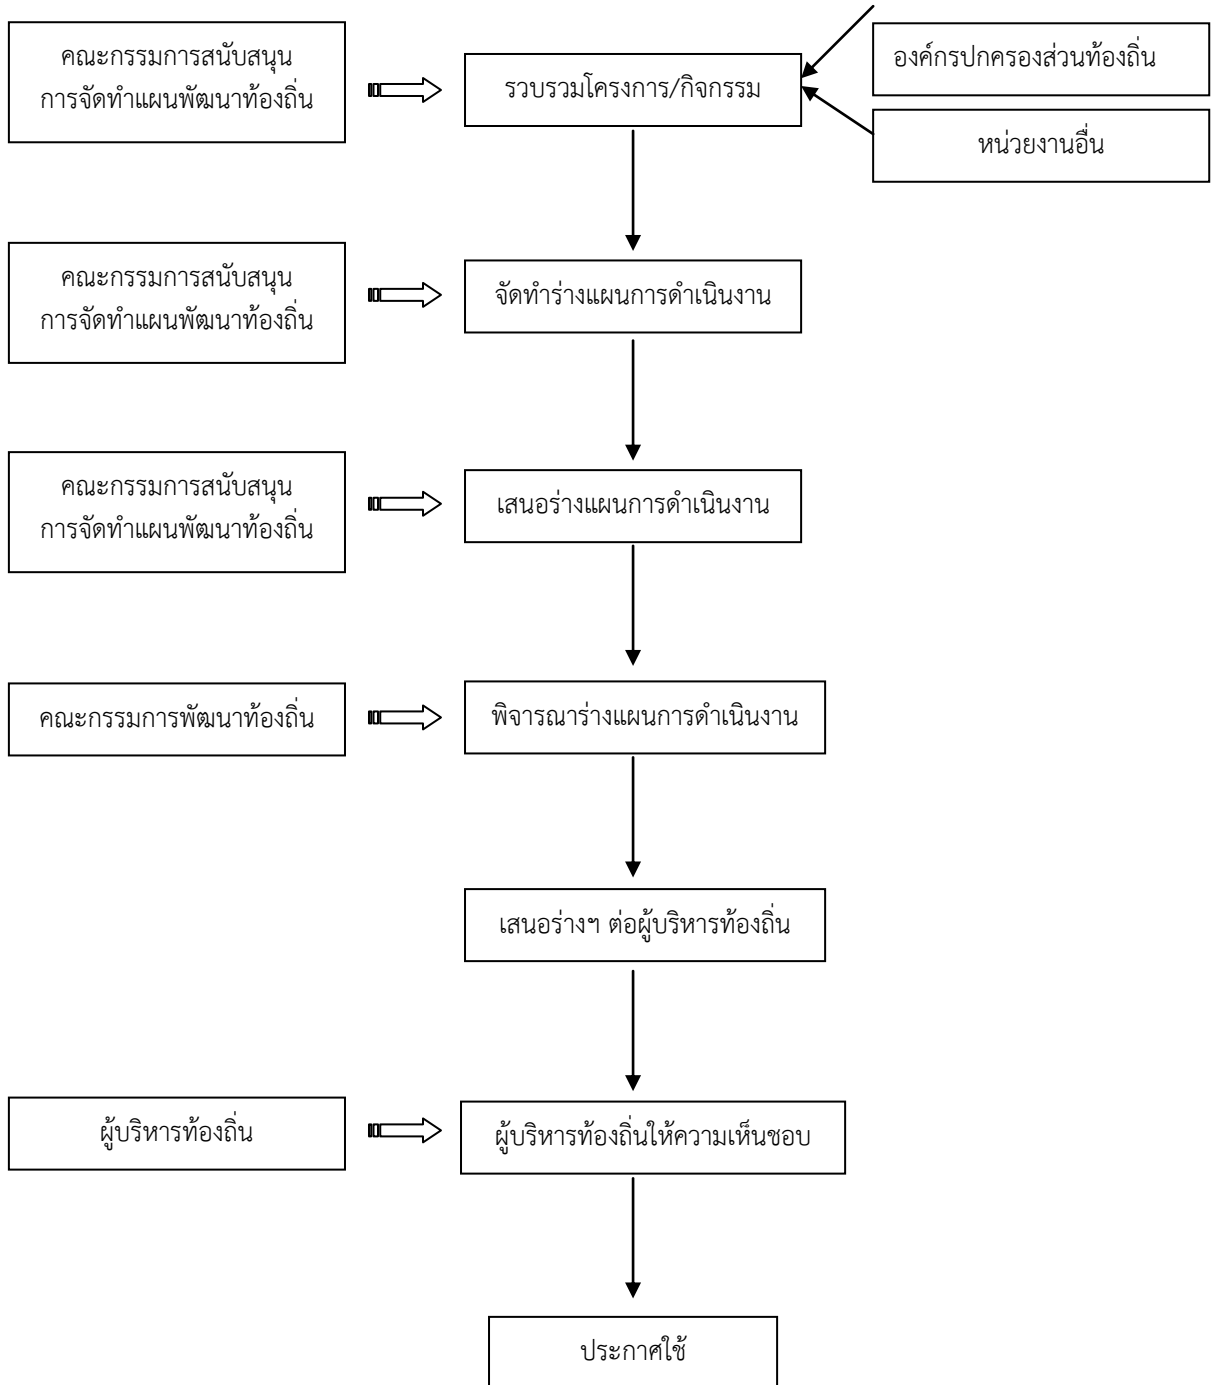 คณะกรรมการสนับสนุน
การจัดทำแผนพัฒนาท้องถิ่น
รวบรวมโครงการ/กิจกรรม
องค์กรปกครองส่วนท้องถิ่น
หน่วยงานอื่น
คณะกรรมการสนับสนุน
การจัดทำแผนพัฒนาท้องถิ่น
จัดทำร่างแผนการดำเนินงาน
คณะกรรมการสนับสนุน
การจัดทำแผนพัฒนาท้องถิ่น
เสนอร่างแผนการดำเนินงาน
คณะกรรมการพัฒนาท้องถิ่น
พิจารณาร่างแผนการดำเนินงาน
เสนอร่างฯ ต่อผู้บริหารท้องถิ่น
ผู้บริหารท้องถิ่น
ผู้บริหารท้องถิ่นให้ความเห็นชอบ
ประกาศใช้